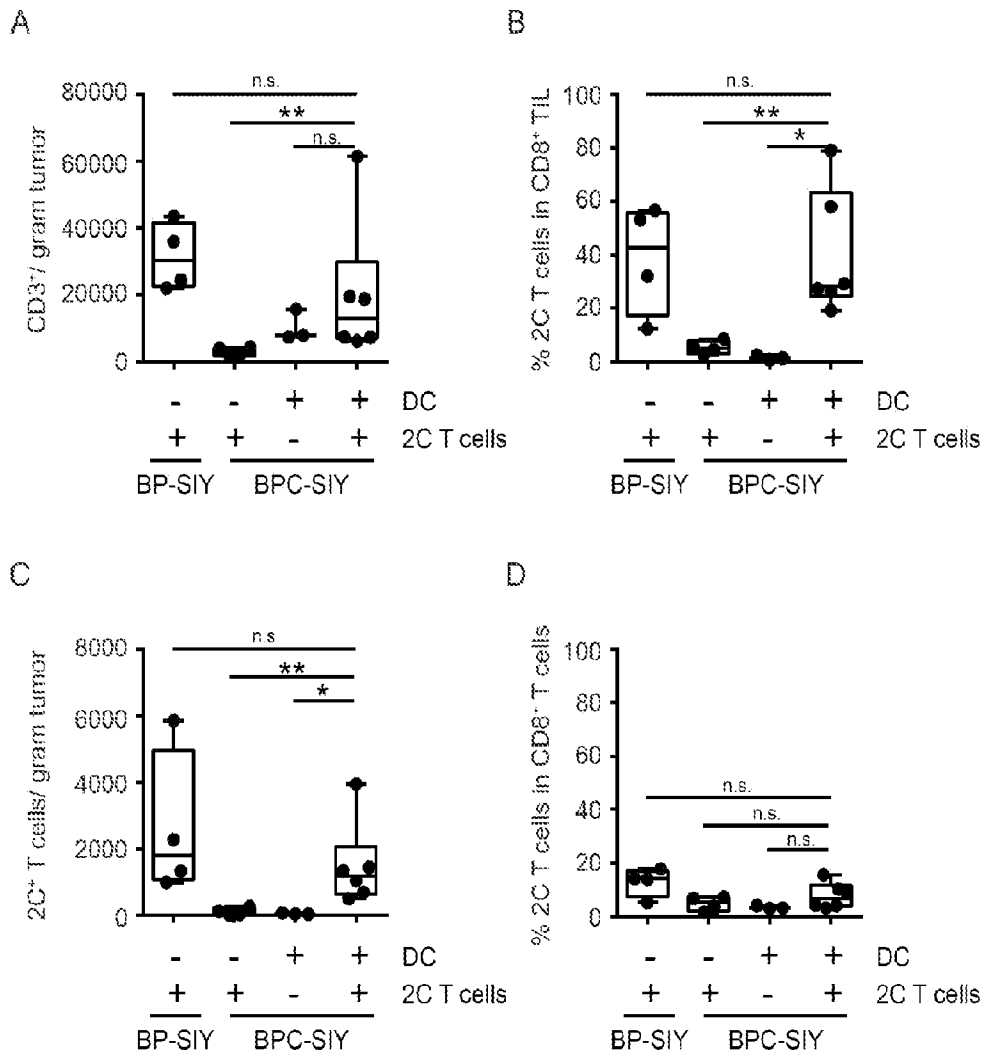 A
CD3+/ gram tumor
80000
60000
40000
20000
0
n.s.
**
n.s.
- - + + DC
+ + - + 2C T cells
BP-SIY BPC-SIY
B
% 2C T cells in CD8+ TIL
100
80
60
40
20
0
n.s.
**
*
- - + + DC
+ + - + 2C T cells
BP-SIY BPC-SIY
C
2C+ T cells/ gram tumor
8000
6000
4000
2000
0
n.s
**
*
- - + + DC
+ + - + 2C T cells
BP-SIY BPC-SIY
D
% 2C T cells in CD8+ T cells
100
80
60
40
20
0
n.s.
n.s.
n.s.
- - + + DC
+ + - + 2C T cells
BP-SIY BPC-SIY